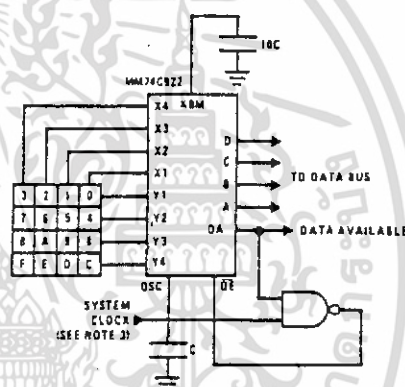 10C
MM74C922
X4 KBM
X3
X2
X1
Y1
Y2
Y3
Y4
D
C
B
A
DA
TO DATA BUS
DATA AVAILABLE
3 2 1 0
7 6 5 4
B A 9 8
F E D C
OSC
OE
SYSTEM
CLOCK
(SEE NOTE 3)
C